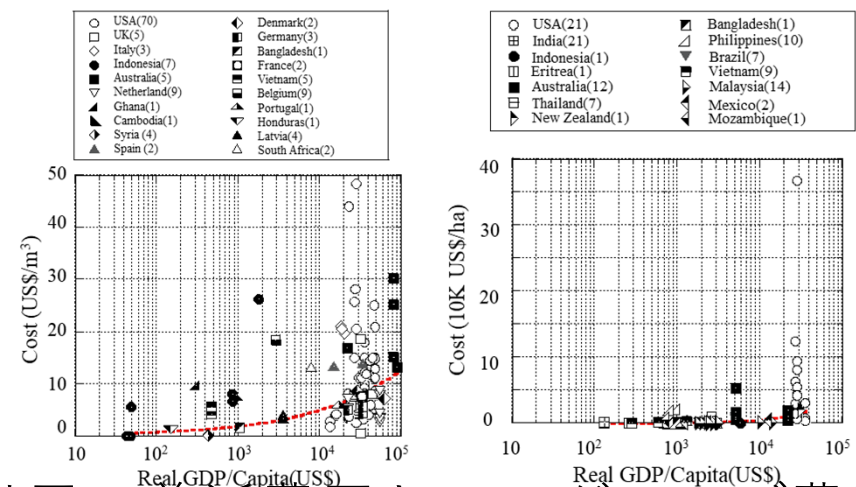 USA(70) Denmark(2)
UK(5) Germany(3)
Italy(3) Bangladesh(1)
Indonesia(7) France(2)
Australia(5) Vietnam(5)
Netherland(9) Belgium(9)
Ghana(1) Portugal(1)
Cambodia(1) Honduras(1)
Syria(4) Latvia(4)
Spain(2) South Africa(2)
50
40
30
20
10
0
Cost (US$/m³)
10 10² 10³ 10⁴ 10⁵
Real GDP/Capita(US$)
USA(21) Bangladesh(1)
India(21) Philippines(10)
Indonesia(1) Brazil(7)
Eritrea(1) Vietnam(9)
Australia(12) Malaysia(14)
Thailand(7) Mexico(2)
New Zealand(1) Mozambique(1)
40
30
20
10
0
Cost (10K US$/ha)
10 10² 10³ 10⁴ 10⁵
Real GDP/Capita(US$)